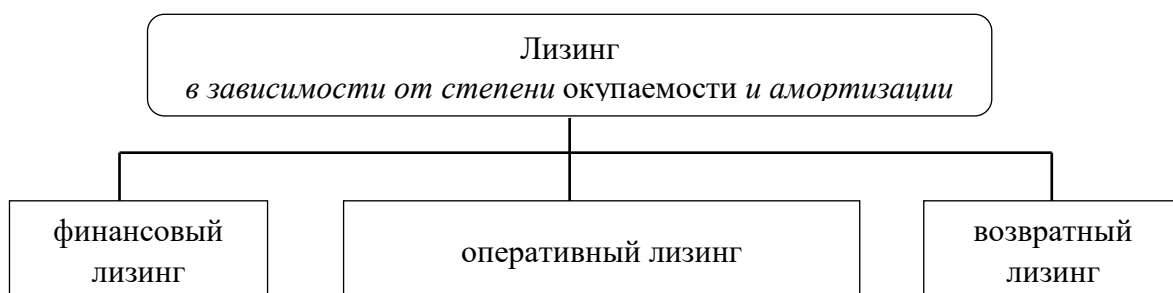 Лизинг
в зависимости от степени окупаемости и амортизации
финансовый
лизинг
оперативный лизинг
возвратный
лизинг